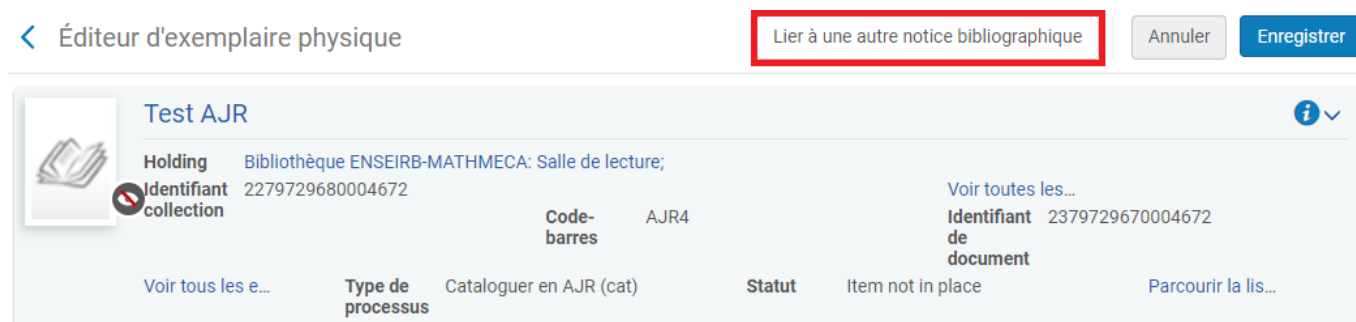 Éditeur d'exemplaire physique Lier à une autre notice bibliographique Annuler Enregistrer
Test AJR
Holding Bibliothèque ENSEIRB-MATHMECA: Salle de lecture;
Identifiant collection 2279729680004672 Voir toutes les...
Code-barres AJR4 Identifiant de document 2379729670004672
Voir tous les e... Type de processus Cataloguer en AJR (cat) Statut Item not in place Parcourir la lis...